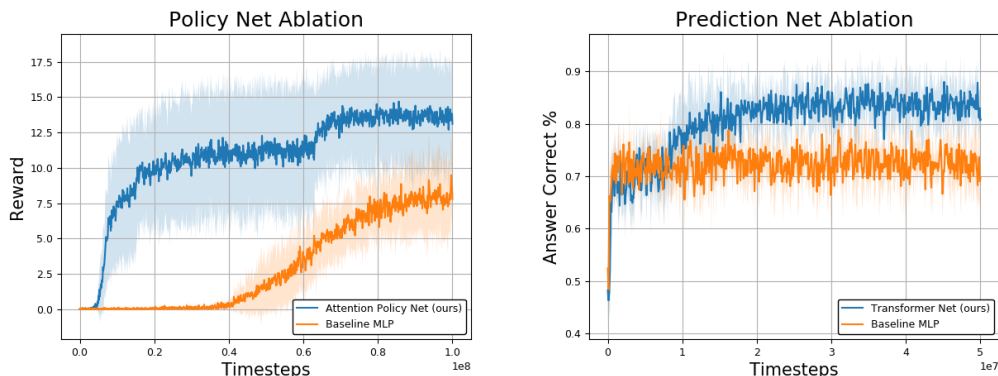 Policy Net Ablation
Reward
17.5
15.0
12.5
10.0
7.5
5.0
2.5
0.0
Attention Policy Net (ours)
Baseline MLP
0.0 0.2 0.4 0.6 0.8 1.0
1e8
Timesteps
Prediction Net Ablation
Answer Correct %
0.9
0.8
0.7
0.6
0.5
0.4
Transformer Net (ours)
Baseline MLP
0 1 2 3 4 5
1e7
Timesteps